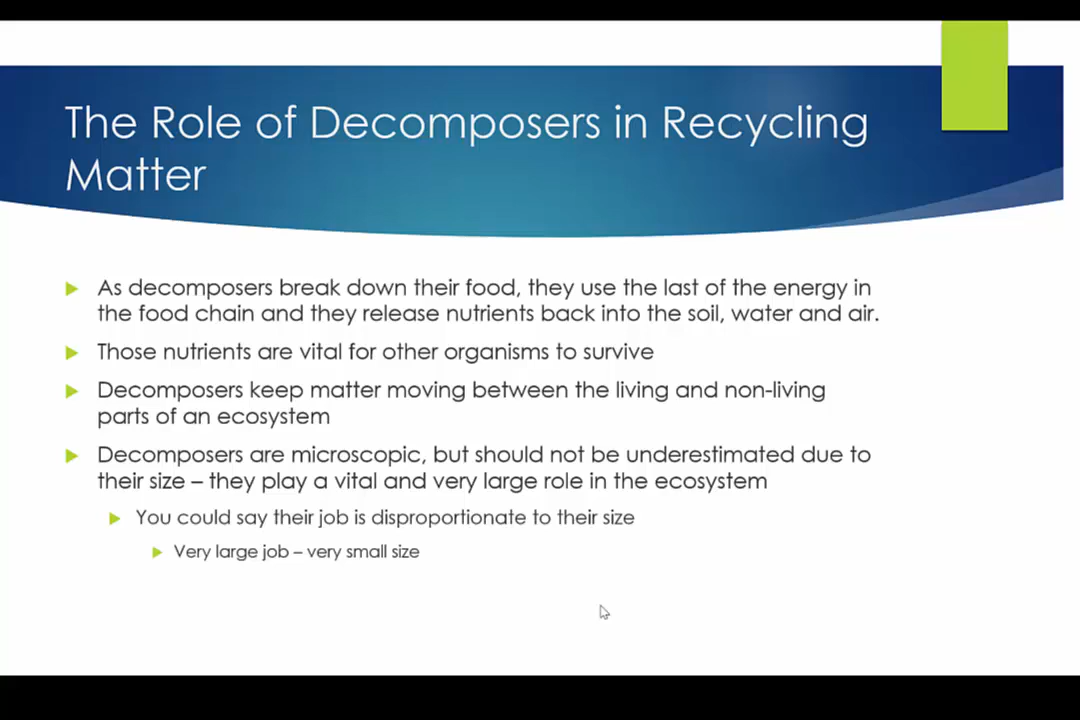 The Role of Decomposers in Recycling
Matter
As decomposers break down their food, they use the last of the energy in
the food chain and they release nutrients back into the soil, water and air.
Those nutrients are vital for other organisms to survive
Decomposers keep matter moving between the living and non-living
parts of an ecosystem
Decomposers are microscopic, but should not be underestimated due to
their size – they play a vital and very large role in the ecosystem
You could say their job is disproportionate to their size
Very large job – very small size